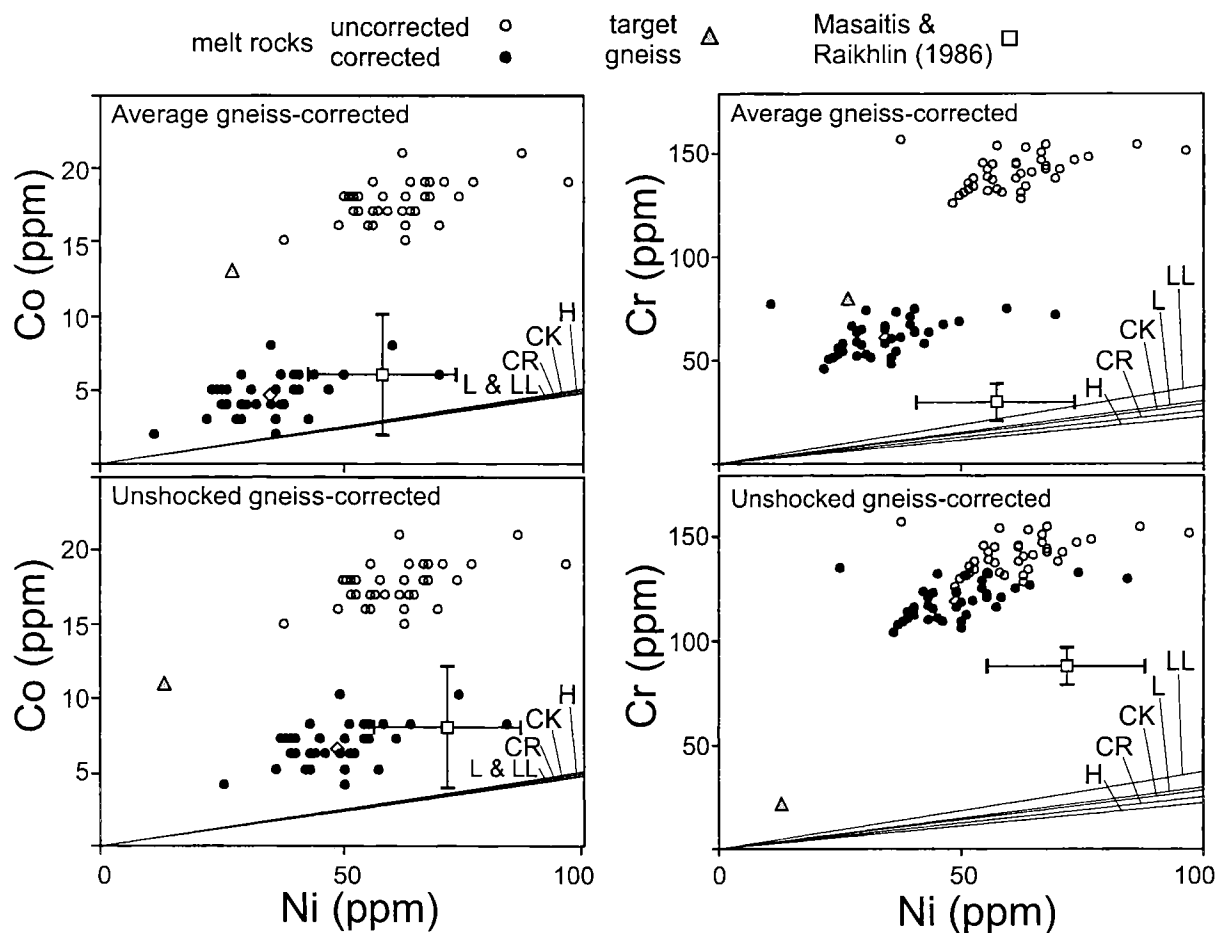 melt rocks
uncorrected
corrected
target
gneiss
Masaitis &
Raikhlin (1986)
Average gneiss-corrected
Co (ppm)
20
15
10
5
0
H
CK
CR
L & LL
Average gneiss-corrected
Cr (ppm)
150
100
50
LL
L
CK
CR
H
Unshocked gneiss-corrected
Co (ppm)
20
15
10
5
H
CK
CR
L & LL
0
50
100
Ni (ppm)
Unshocked gneiss-corrected
Cr (ppm)
150
100
50
LL
L
CK
CR
H
0
50
100
Ni (ppm)